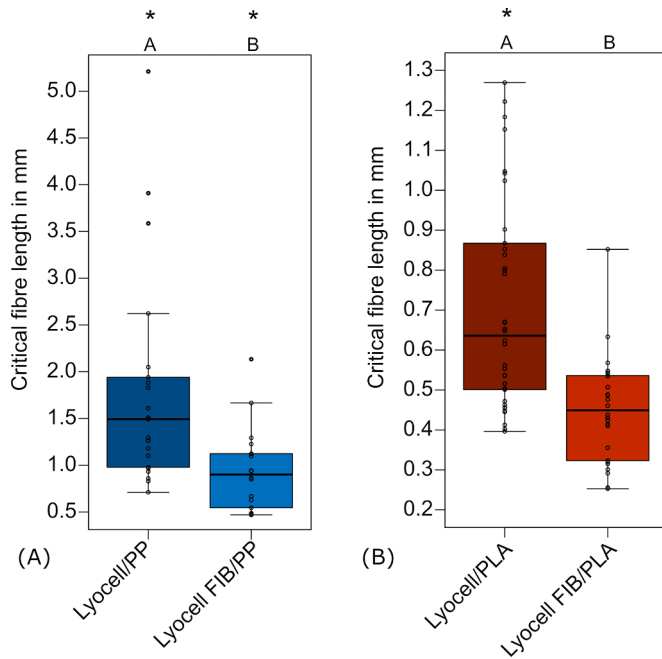 * *
A B
Critical fibre length in mm
5.0
4.5
4.0
3.5
3.0
2.5
2.0
1.5
1.0
0.5
(A)
Lyocell/PP
Lyocell FIB/PP
*
A B
Critical fibre length in mm
1.3
1.2
1.1
1.0
0.9
0.8
0.7
0.6
0.5
0.4
0.3
0.2
(B)
Lyocell/PLA
Lyocell FIB/PLA